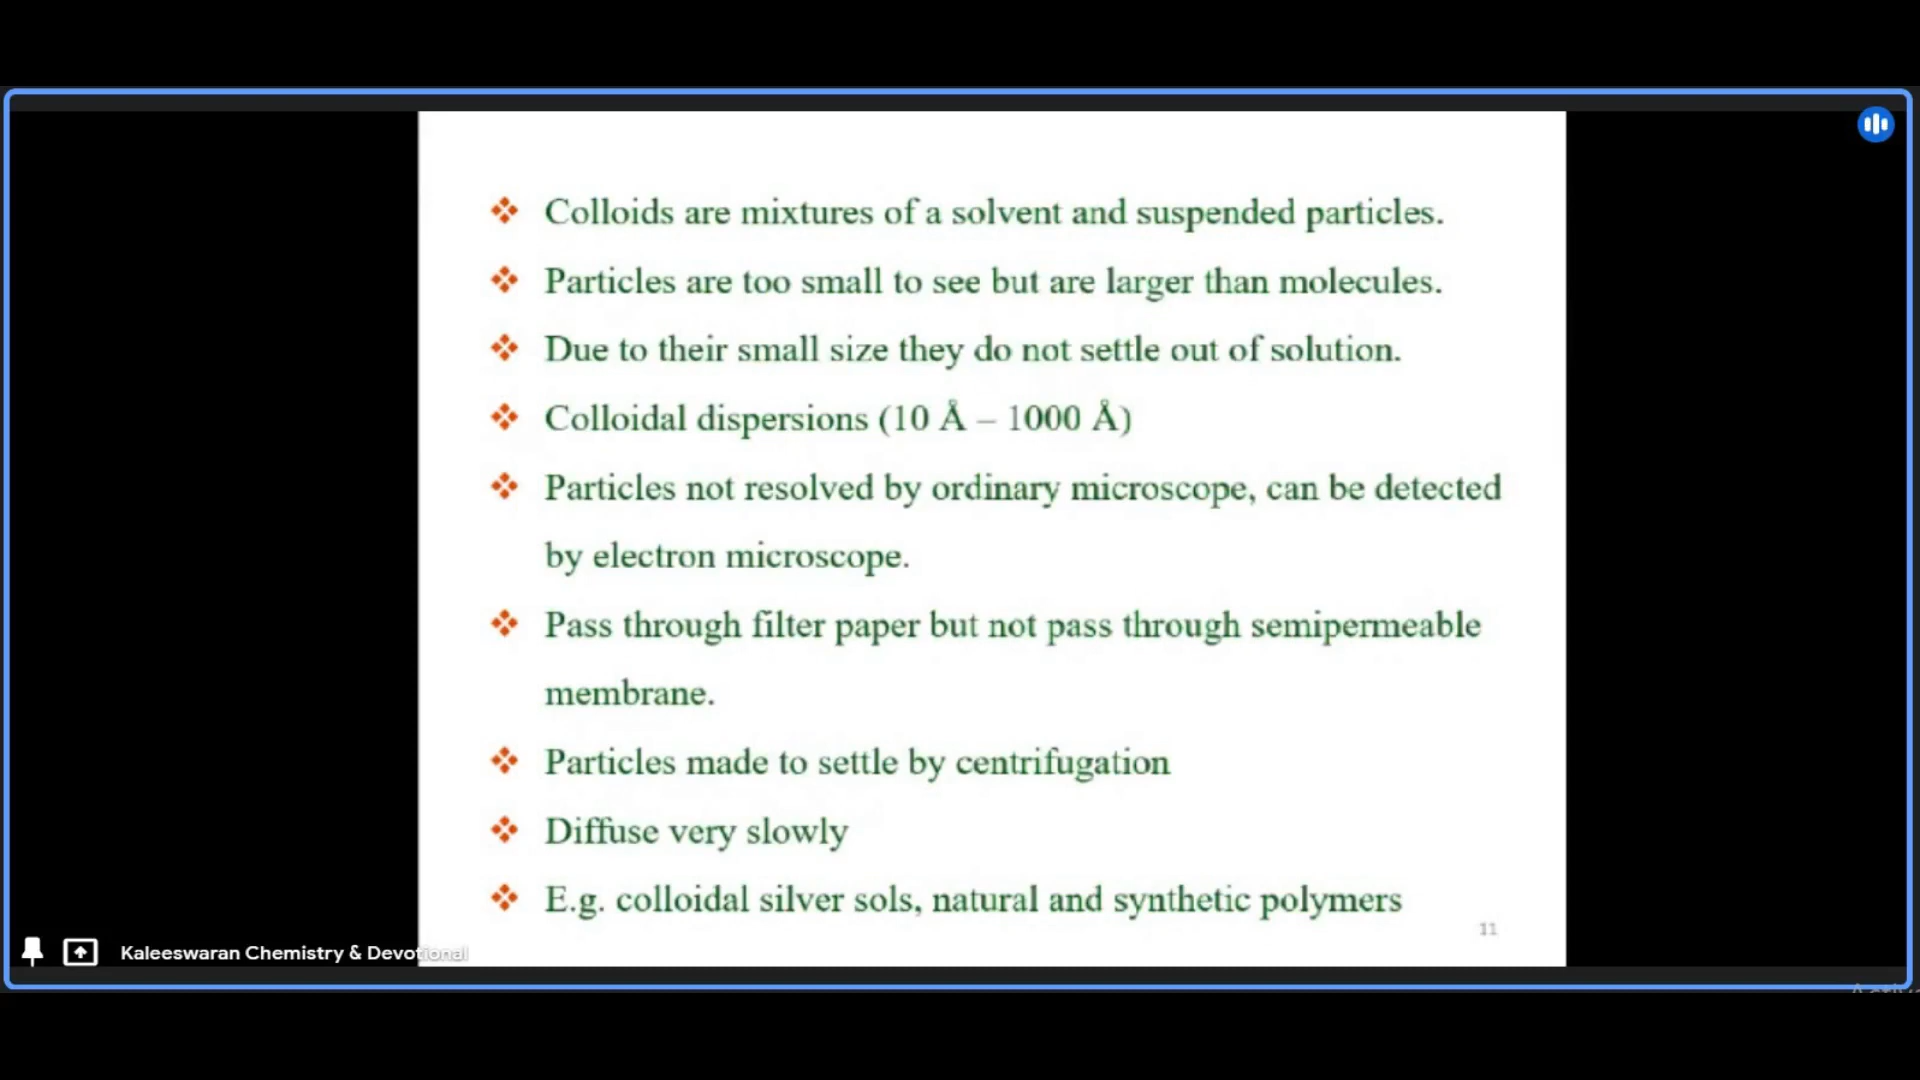 Colloids are mixtures of a solvent and suspended particles.
Particles are too small to see but are larger than molecules.
Due to their small size they do not settle out of solution.
Colloidal dispersions (10 Å – 1000 Å)
Particles not resolved by ordinary microscope, can be detected
by electron microscope.
Pass through filter paper but not pass through semipermeable
membrane.
Particles made to settle by centrifugation
Diffuse very slowly
E.g. colloidal silver sols, natural and synthetic polymers
11
Kaleeswaran Chemistry & Devotional